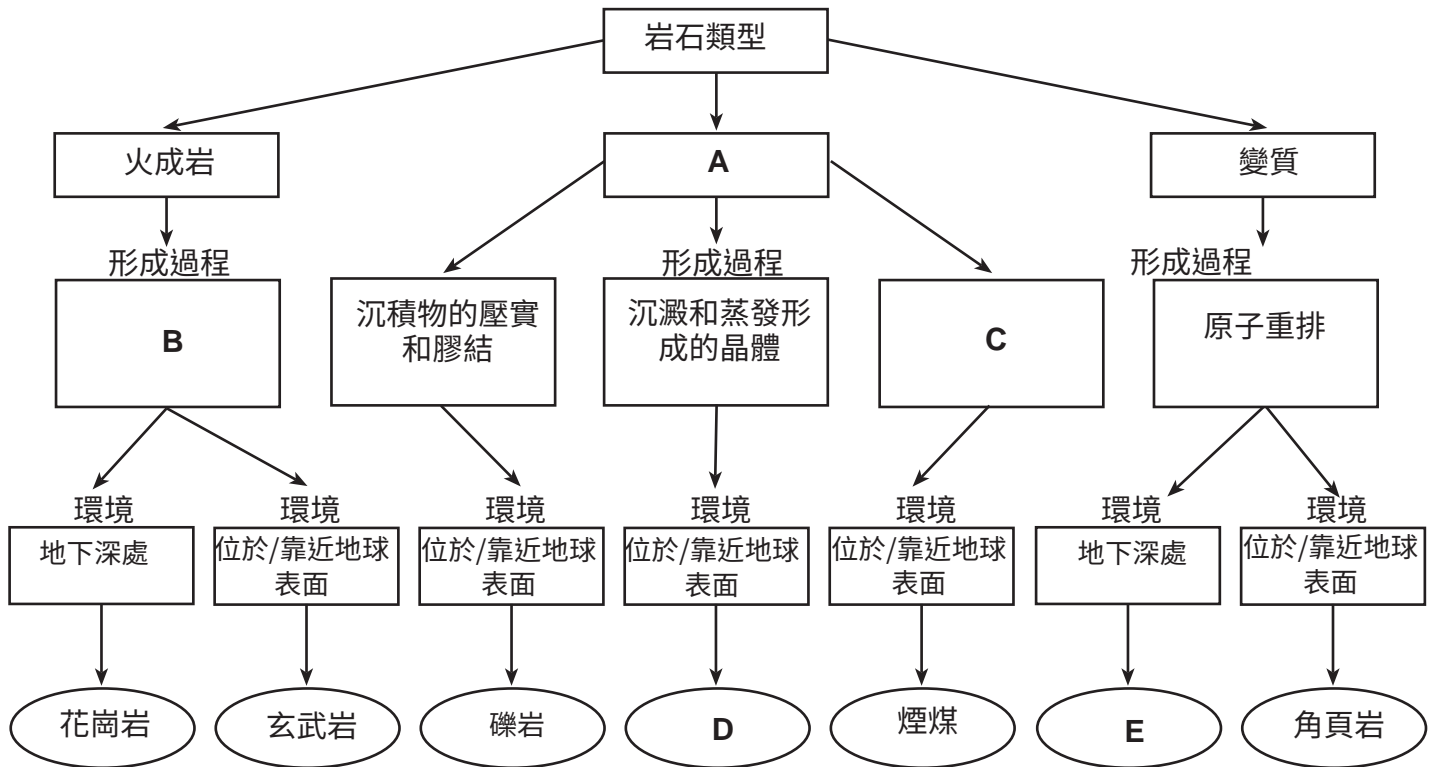 岩石類型
火成岩
A
變質
形成過程
形成過程
形成過程
B
沉積物的壓實
和膠結
沉澱和蒸發形
成的晶體
C
原子重排
環境
環境
環境
環境
環境
環境
環境
地下深處
位於/靠近地球
表面
位於/靠近地球
表面
位於/靠近地球
表面
位於/靠近地球
表面
地下深處
位於/靠近地球
表面
花崗岩
玄武岩
礫岩
D
煙煤
E
角頁岩